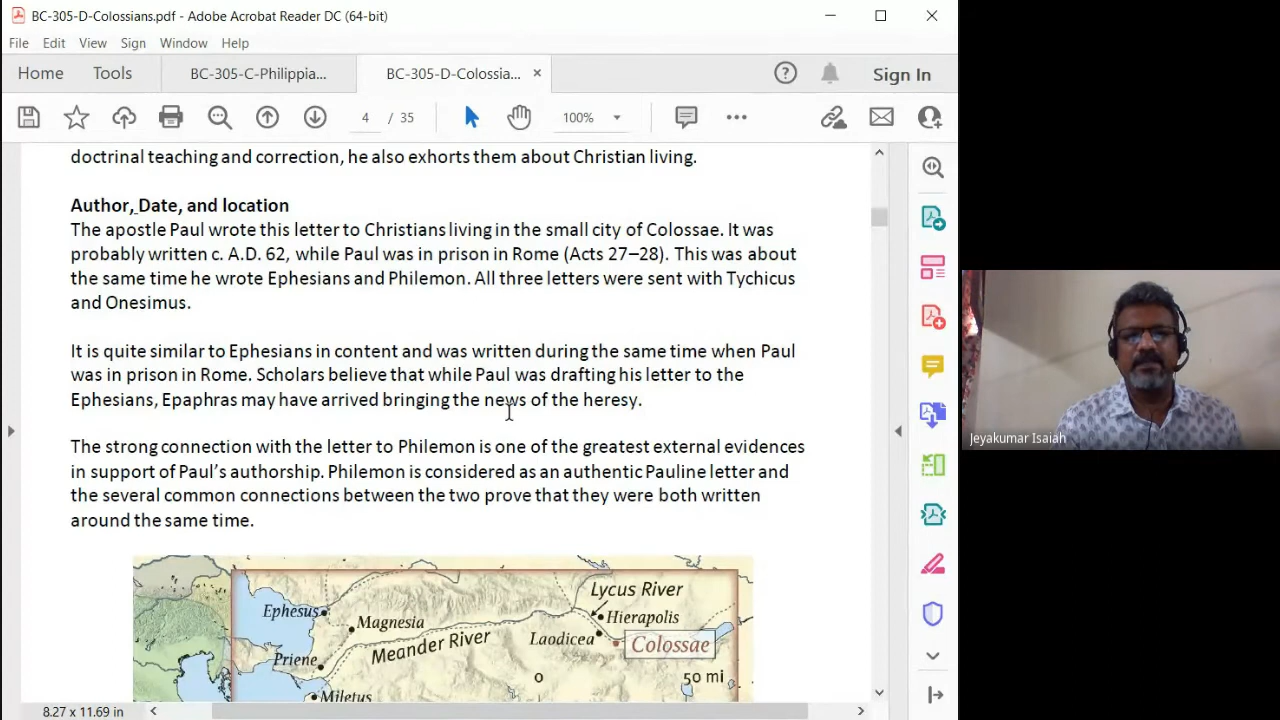 BC-305-D-Colossians.pdf - Adobe Acrobat Reader DC (64-bit)
File Edit View Sign Window Help
Home Tools BC-305-C-Philippia... BC-305-D-Colossia... × Sign In
4 / 35 100%
doctrinal teaching and correction, he also exhorts them about Christian living.
Author, Date, and location
The apostle Paul wrote this letter to Christians living in the small city of Colossae. It was
probably written c. A.D. 62, while Paul was in prison in Rome (Acts 27–28). This was about
the same time he wrote Ephesians and Philemon. All three letters were sent with Tychicus
and Onesimus.
It is quite similar to Ephesians in content and was written during the same time when Paul
was in prison in Rome. Scholars believe that while Paul was drafting his letter to the
Ephesians, Epaphras may have arrived bringing the news of the heresy.
The strong connection with the letter to Philemon is one of the greatest external evidences
in support of Paul's authorship. Philemon is considered as an authentic Pauline letter and
the several common connections between the two prove that they were both written
around the same time.
Lycus River
Ephesus
Hierapolis
Magnesia
Laodicea
Colossae
Meander River
Priene
50 mi
Miletus
8.27 x 11.69 in
Jeyakumar Isaiah